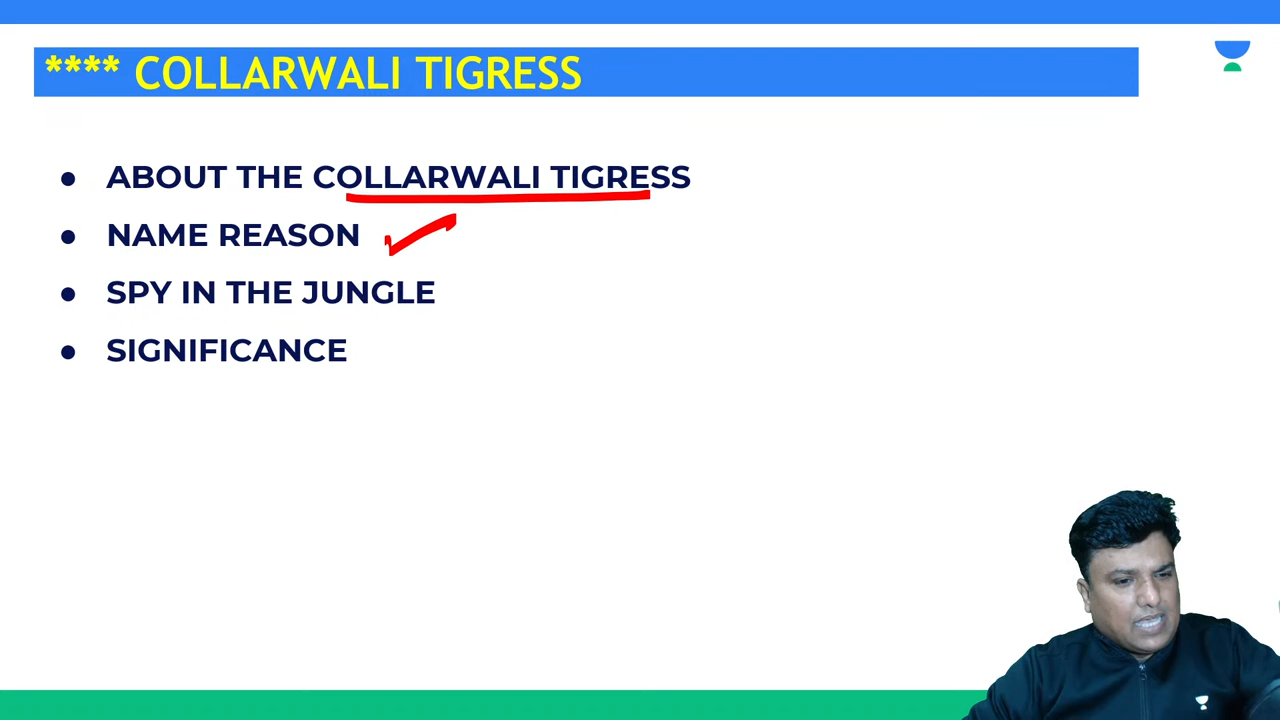 **** COLLARWALI TIGRESS
● ABOUT THE COLLARWALI TIGRESS
● NAME REASON
● SPY IN THE JUNGLE
● SIGNIFICANCE